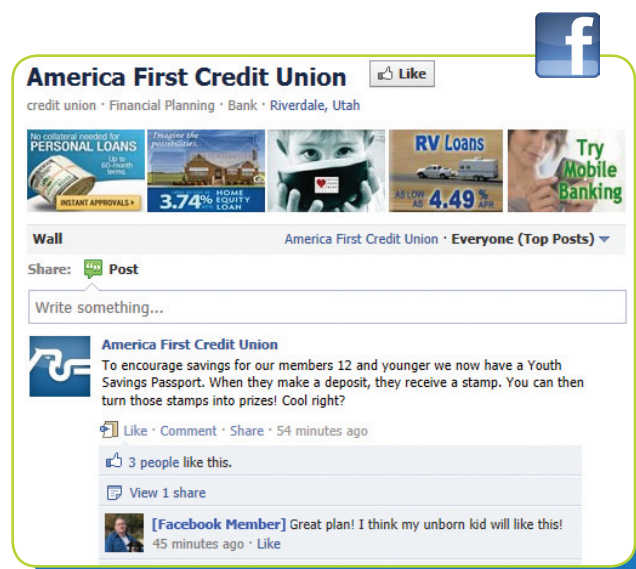 f
America First Credit Union Like
credit union · Financial Planning · Bank · Riverdale, Utah
No collateral needed for
PERSONAL LOANS
Up to
60-month
terms.
INSTANT APPROVALS
Imagine the
possibilities.
3.74% HOME
EQUITY
LOAN
RV Loans
AS LOW
AS 4.49 %
APR
Try
Mobile
Banking
Wall America First Credit Union · Everyone (Top Posts)
Share: Post
Write something...
America First Credit Union
To encourage savings for our members 12 and younger we now have a Youth
Savings Passport. When they make a deposit, they receive a stamp. You can then
turn those stamps into prizes! Cool right?
Like · Comment · Share · 54 minutes ago
3 people like this.
View 1 share
[Facebook Member] Great plan! I think my unborn kid will like this!
45 minutes ago · Like